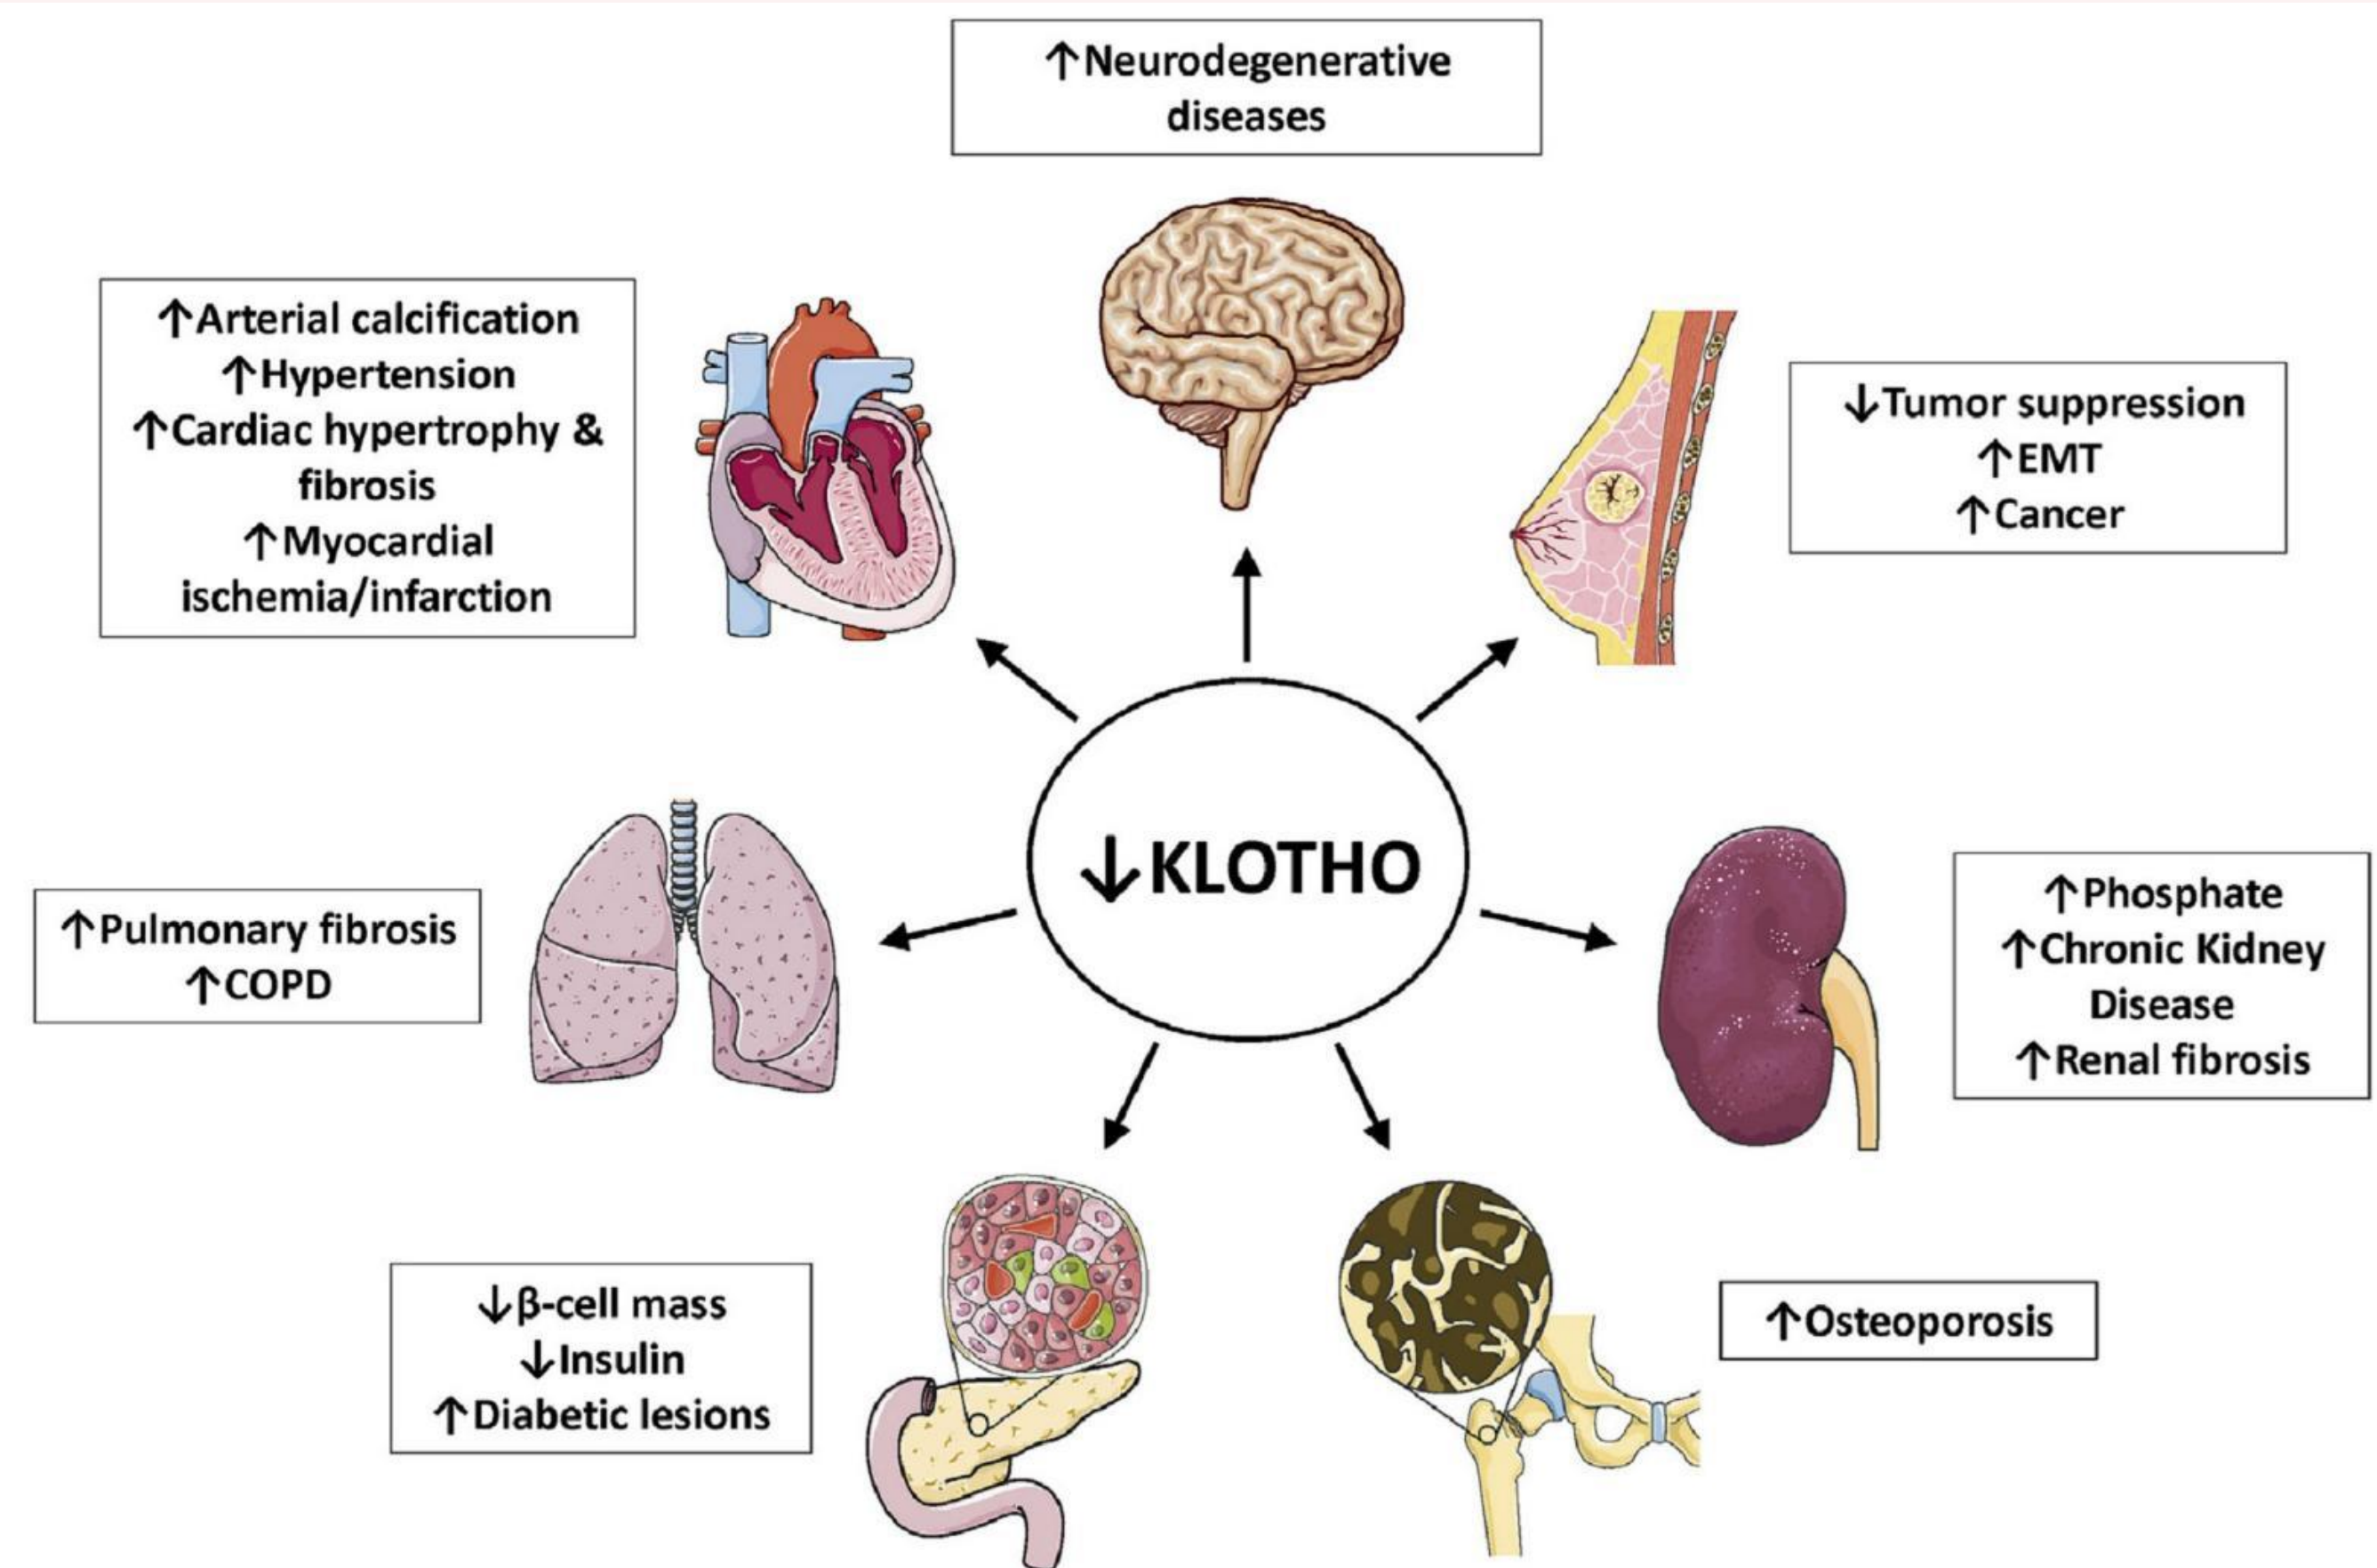 ↑Neurodegenerative
diseases
↑Arterial calcification
↑Hypertension
↑Cardiac hypertrophy &
fibrosis
↑Myocardial
ischemia/infarction
↓Tumor suppression
↑EMT
↑Cancer
↓KLOTHO
↑Pulmonary fibrosis
↑COPD
↑Phosphate
↑Chronic Kidney
Disease
↑Renal fibrosis
↓β-cell mass
↓Insulin
↑Diabetic lesions
↑Osteoporosis